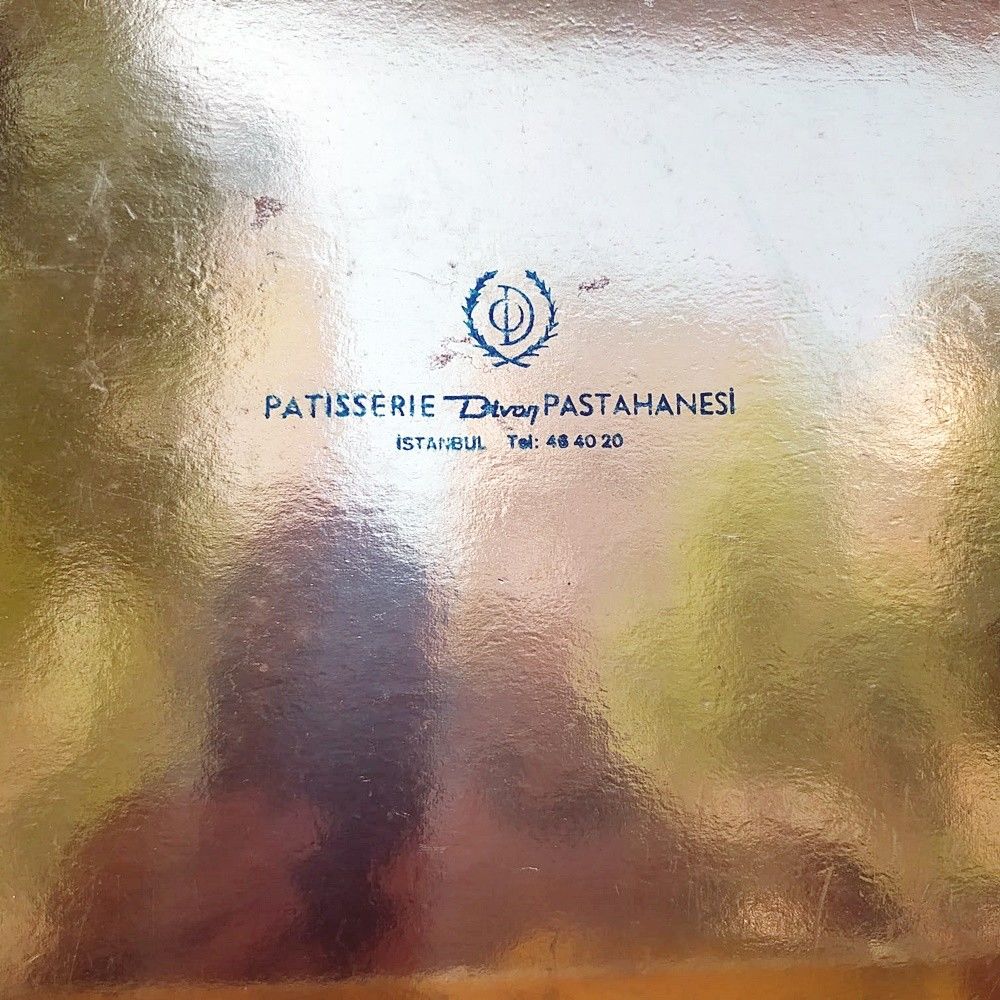 PATISSERIE Divan PASTAHANESİ
İSTANBUL Tel: 46 40 20